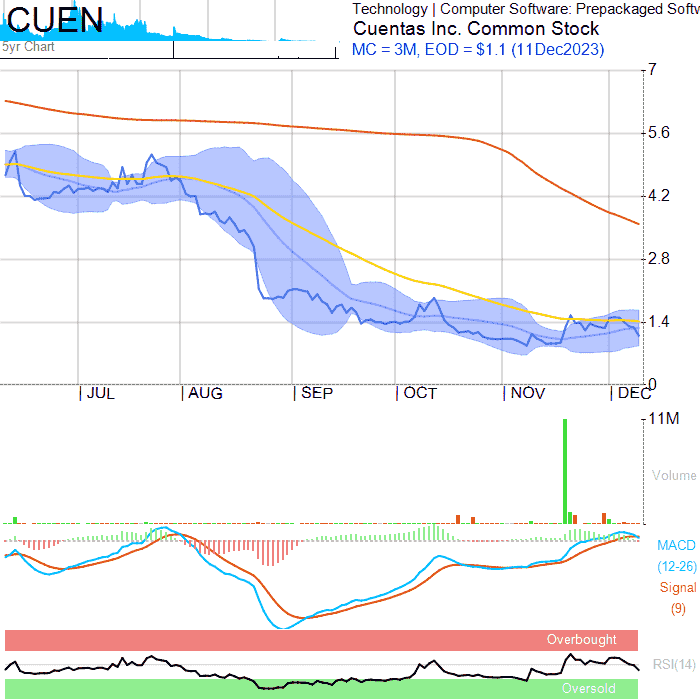 CUEN
5yr Chart
Technology | Computer Software: Prepackaged Softw
Cuentas Inc. Common Stock
MC = 3M, EOD = $1.1 (11Dec2023)
7
5.6
4.2
2.8
1.4
0
JUL
AUG
SEP
OCT
NOV
DEC
11M
Volume
MACD
(12-26)
Signal
(9)
Overbought
RSI(14)
Oversold